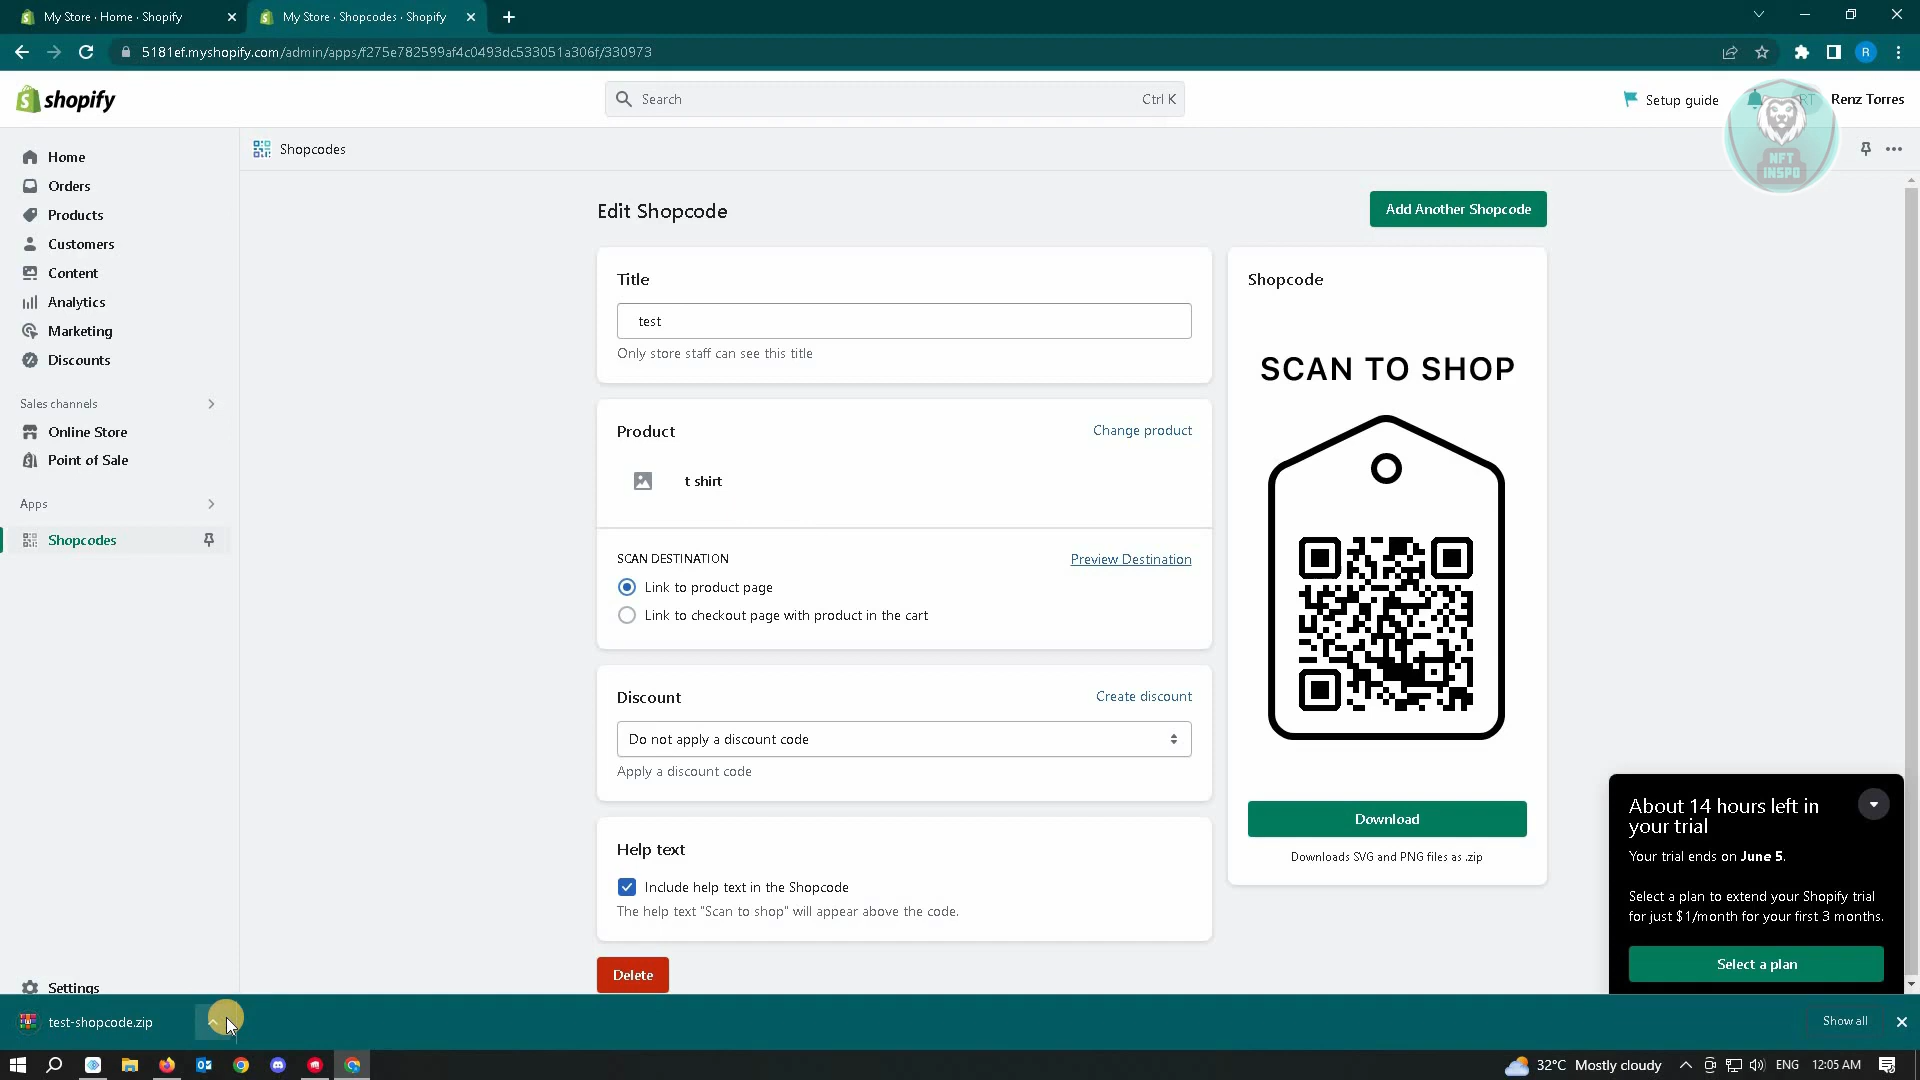 My Store · Home · Shopify
My Store · Shopcodes · Shopify
5181ef.myshopify.com/admin/apps/f275e782599af4c0493dc533051a306f/330973
R
shopify
Search
Ctrl K
Setup guide
RT
Renz Torres
NFT
INSPO
Home
Orders
Products
Customers
Content
Analytics
Marketing
Discounts
Sales channels
Online Store
Point of Sale
Apps
Shopcodes
Settings
Shopcodes
Edit Shopcode
Add Another Shopcode
Title
test
Only store staff can see this title
Product
Change product
t shirt
SCAN DESTINATION
Preview Destination
Link to product page
Link to checkout page with product in the cart
Discount
Create discount
Do not apply a discount code
Apply a discount code
Help text
Include help text in the Shopcode
The help text "Scan to shop" will appear above the code.
Delete
Shopcode
SCAN TO SHOP
Download
Downloads SVG and PNG files as .zip
About 14 hours left in
your trial
Your trial ends on June 5.
Select a plan to extend your Shopify trial
for just $1/month for your first 3 months.
Select a plan
test-shopcode.zip
Show all
32°C Mostly cloudy
ENG
12:05 AM